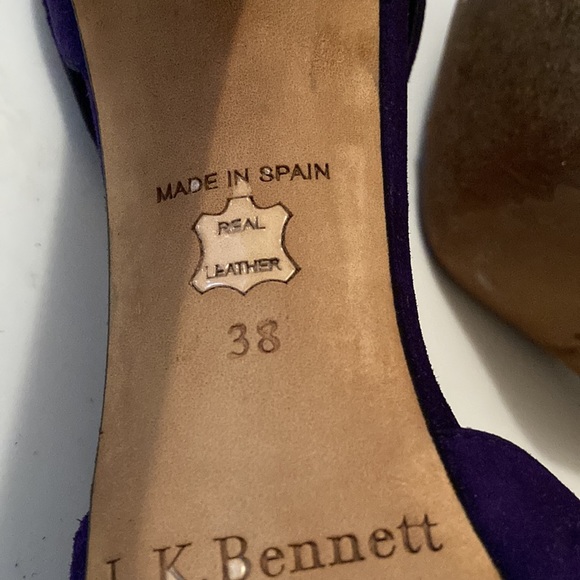 MADE IN SPAIN
REAL
LEATHER
38
L.K.Bennett